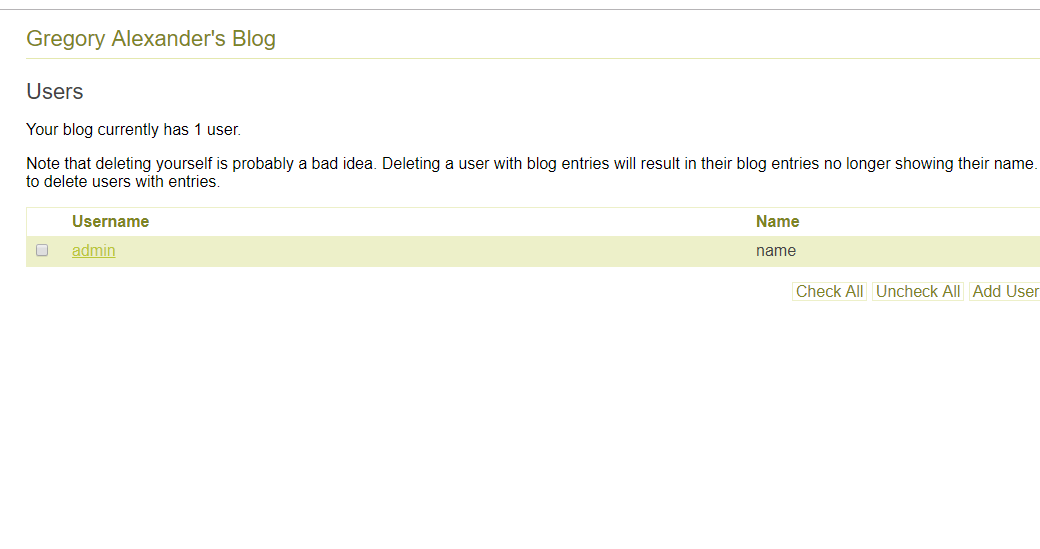 Gregory Alexander's Blog
Users
Your blog currently has 1 user.
Note that deleting yourself is probably a bad idea. Deleting a user with blog entries will result in their blog entries no longer showing their name.
to delete users with entries.
Username Name
admin name
Check All Uncheck All Add User